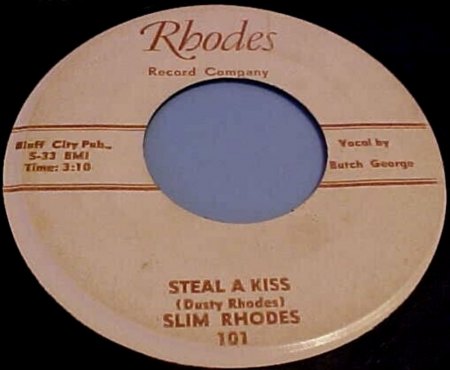 Rhodes
Record Company
Bluff City Pub.,
S-33 BMI
Time: 3:10
Vocal by
Butch George
STEAL A KISS
(Dusty Rhodes)
SLIM RHODES
101